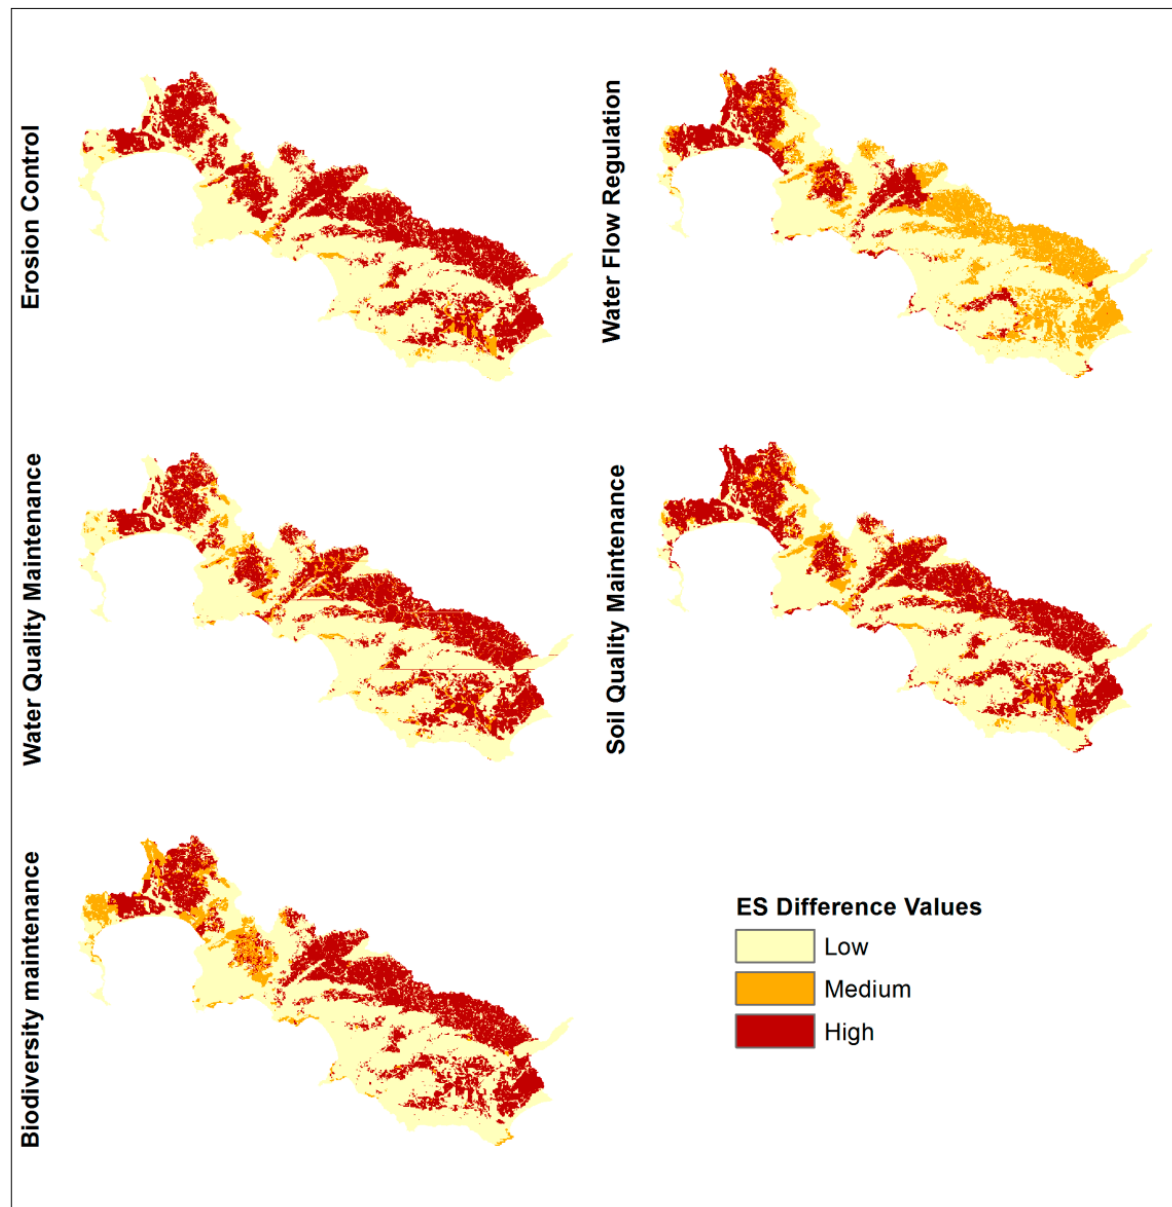 Erosion Control
Water Flow Regulation
Water Quality Maintenance
Soil Quality Maintenance
Biodiversity maintenance
ES Difference Values
Low
Medium
High